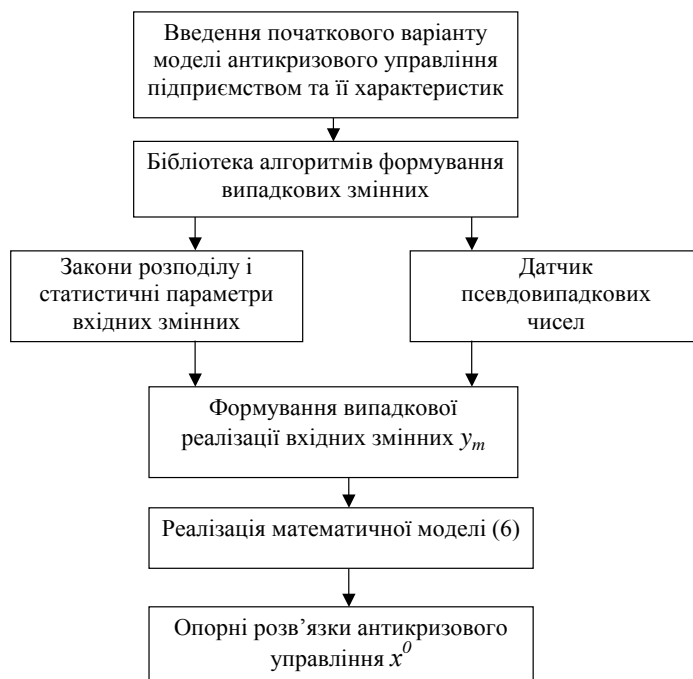 Введення початкового варіанту
моделі антикризового управління
підприємством та її характеристик
Бібліотека алгоритмів формування
випадкових змінних
Закони розподілу і
статистичні параметри
вхідних змінних
Датчик
псевдовипадкових
чисел
Формування випадкової
реалізації вхідних змінних yₘ
Реалізація математичної моделі (6)
Опорні розв’язки антикризового
управління x⁰